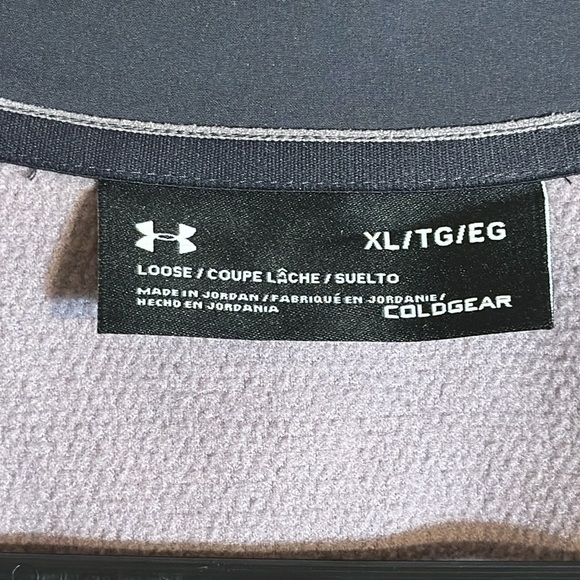 XL/TG/EG
LOOSE / COUPE LÂCHE / SUELTO
MADE IN JORDAN / FABRIQUÉ EN JORDANIE /
HECHO EN JORDANIA
COLDGEAR